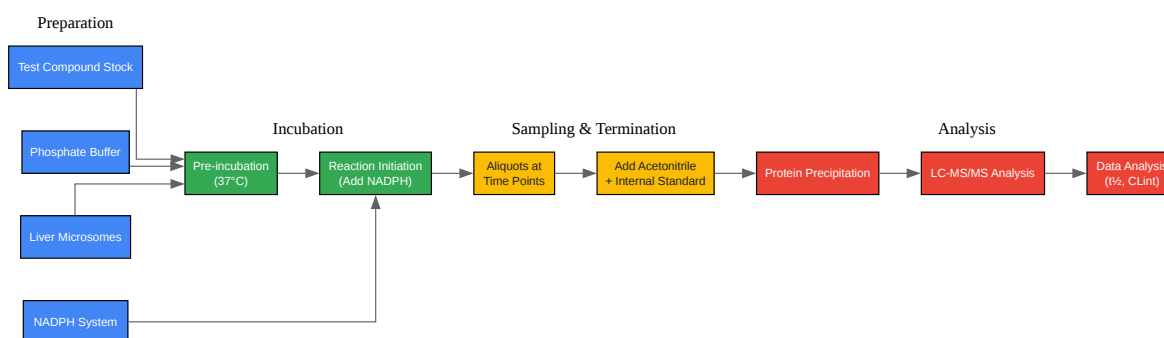 Preparation
Test Compound Stock
Phosphate Buffer
Liver Microsomes
NADPH System
Incubation
Pre-incubation
(37°C)
Reaction Initiation
(Add NADPH)
Sampling & Termination
Aliquots at
Time Points
Add Acetonitrile
+ Internal Standard
Analysis
Protein Precipitation
LC-MS/MS Analysis
Data Analysis
(t½, CLint)